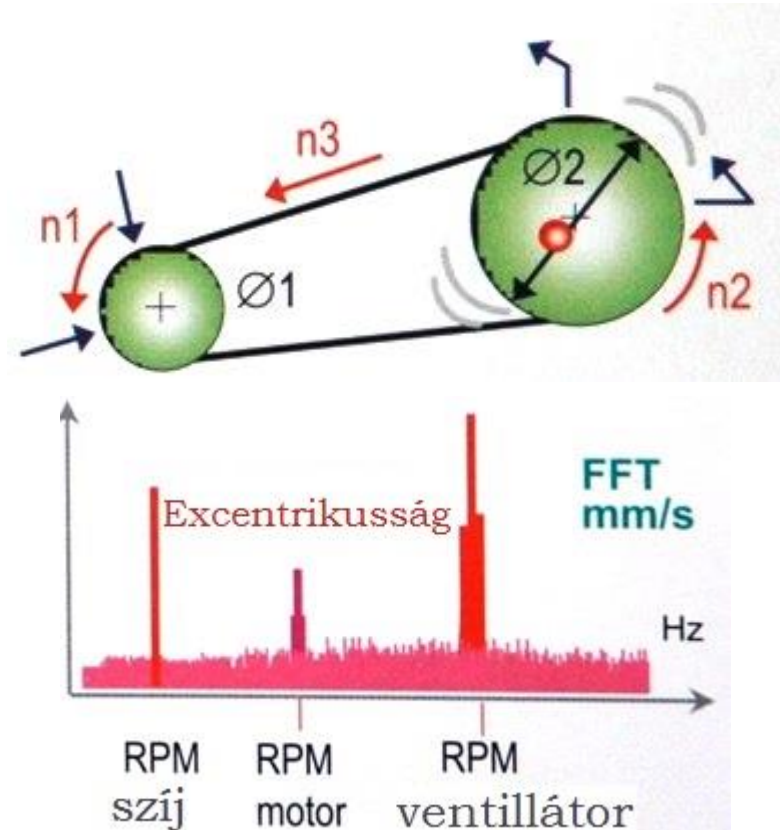 n3
Ø2
n1
Ø1
n2
Excentrikusság
FFT
mm/s
Hz
RPM RPM RPM
szíj motor ventillátor